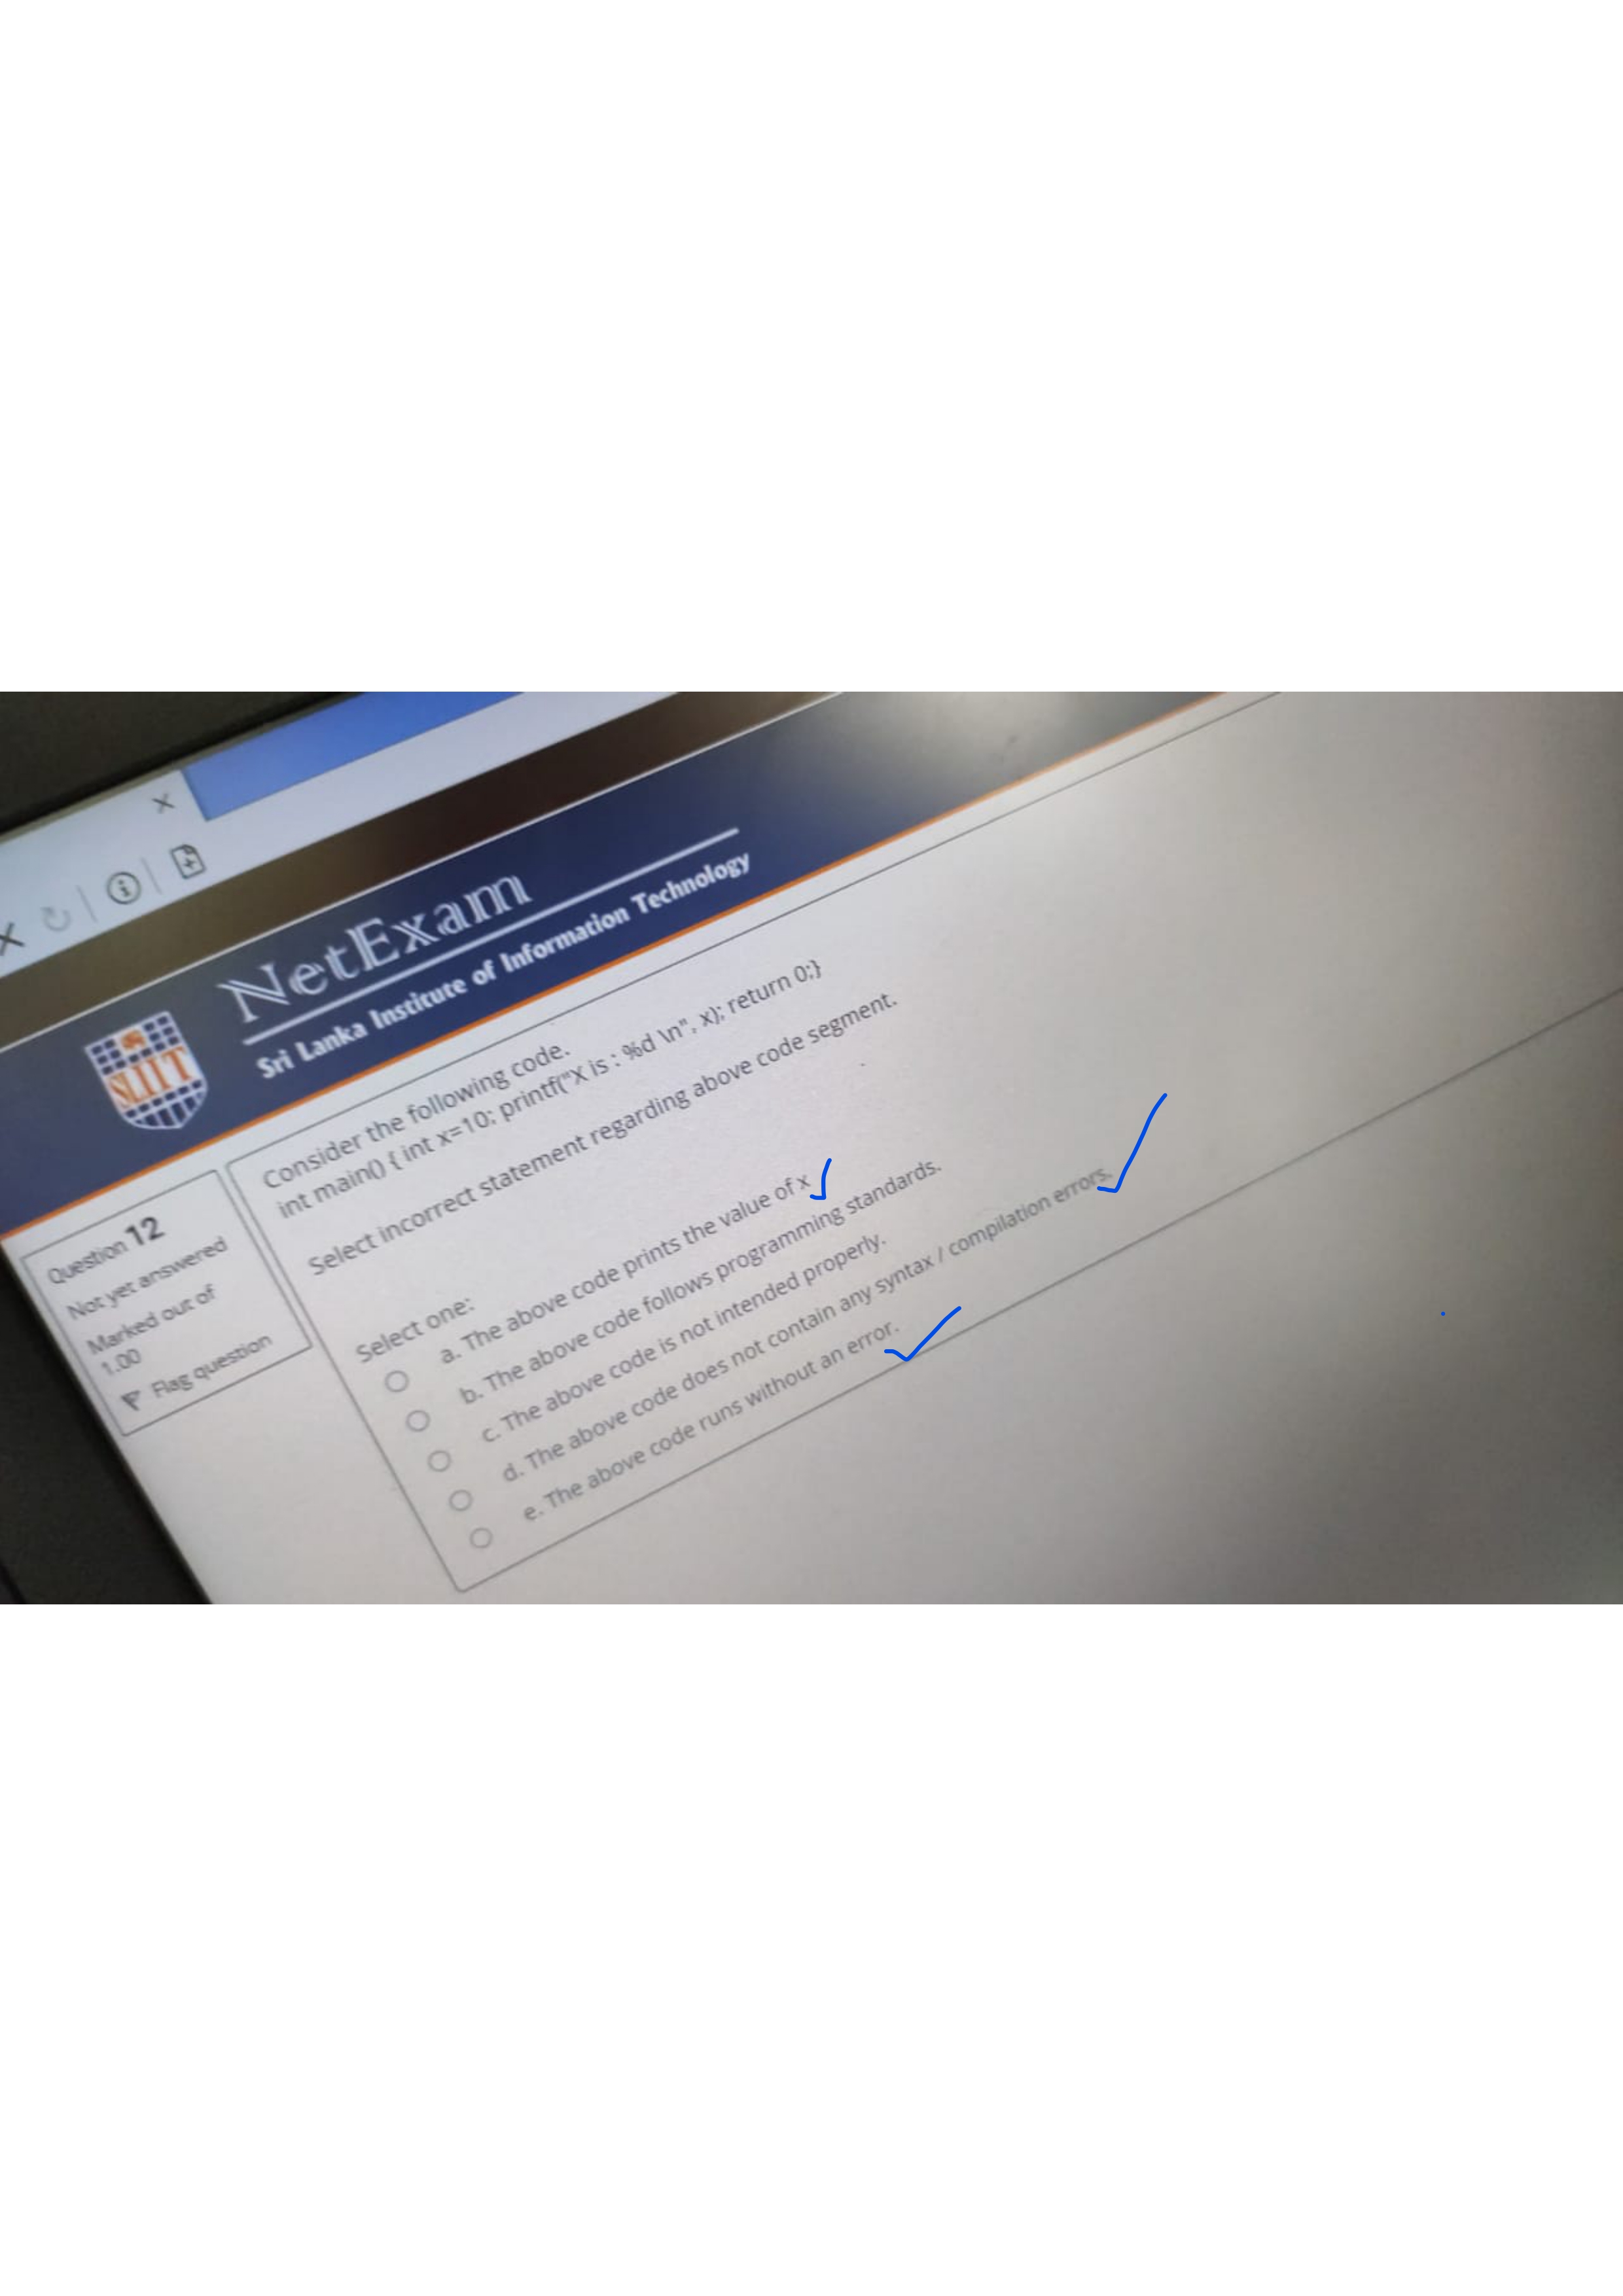 NetExam
Sri Lanka Institute of Information Technology
SLIIT
Question 12
Not yet answered
Marked out of
1.00
Flag question
Consider the following code.
int main() { int x=10; printf("X is : %d \n", x); return 0;}
Select incorrect statement regarding above code segment.
Select one:
a. The above code prints the value of x
b. The above code follows programming standards.
c. The above code is not intended properly.
d. The above code does not contain any syntax / compilation errors.
e. The above code runs without an error.